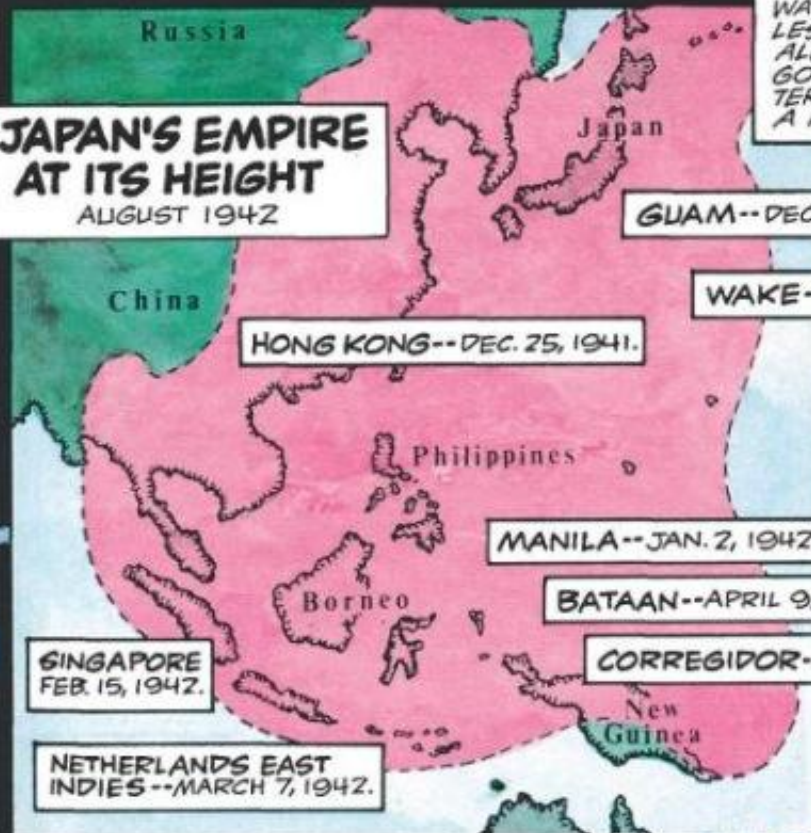 Russia
JAPAN'S EMPIRE
AT ITS HEIGHT
AUGUST 1942
Japan
GUAM--DEC
WAKE-
China
HONG KONG--DEC. 25, 1941.
Philippines
MANILA--JAN. 2, 1942
BATAAN--APRIL 9
Borneo
CORREGIDOR-
SINGAPORE
FEB. 15, 1942.
New
Guinea
NETHERLANDS EAST
INDIES--MARCH 7, 1942.